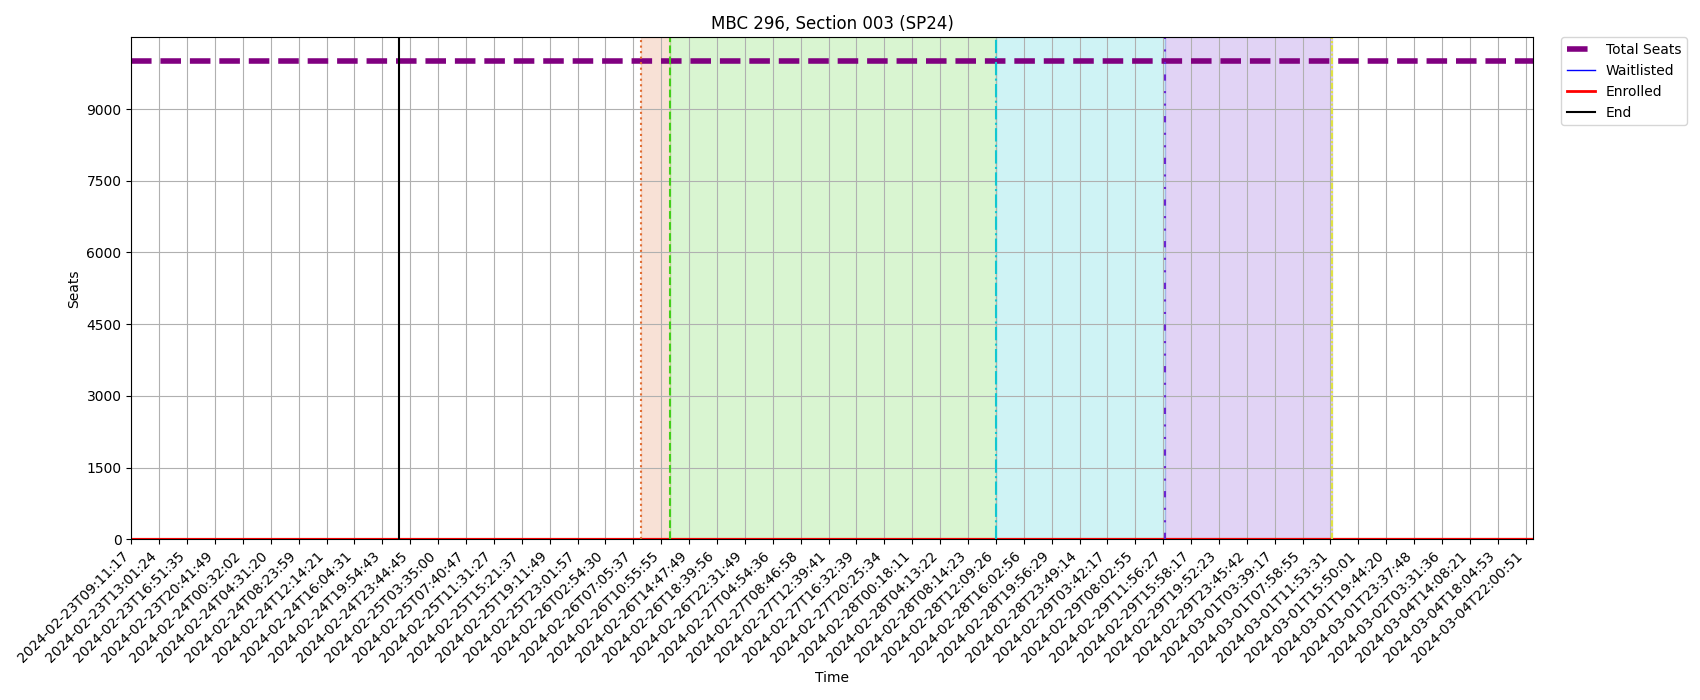 MBC 296, Section 003 (SP24)
Total Seats
Waitlisted
Enrolled
End
9000
7500
6000
4500
3000
1500
0
Seats
2024-02-23T09:11:17
2024-02-23T13:01:24
2024-02-23T16:51:35
2024-02-23T20:41:49
2024-02-24T00:32:02
2024-02-24T04:31:20
2024-02-24T08:23:59
2024-02-24T12:14:21
2024-02-24T16:04:31
2024-02-24T19:54:43
2024-02-24T23:44:45
2024-02-25T03:35:00
2024-02-25T07:40:47
2024-02-25T11:31:27
2024-02-25T15:21:37
2024-02-25T19:11:49
2024-02-25T23:01:57
2024-02-26T02:54:30
2024-02-26T07:05:37
2024-02-26T10:55:55
2024-02-26T14:47:49
2024-02-26T18:39:56
2024-02-26T22:31:49
2024-02-27T04:54:36
2024-02-27T08:46:58
2024-02-27T12:39:41
2024-02-27T16:32:39
2024-02-27T20:25:34
2024-02-28T00:18:11
2024-02-28T04:13:22
2024-02-28T08:14:23
2024-02-28T12:09:26
2024-02-28T16:02:56
2024-02-28T19:56:29
2024-02-28T23:49:14
2024-02-29T03:42:17
2024-02-29T08:02:55
2024-02-29T11:56:27
2024-02-29T15:58:17
2024-02-29T19:52:23
2024-02-29T23:45:42
2024-03-01T03:39:17
2024-03-01T07:58:55
2024-03-01T11:53:31
2024-03-01T15:50:01
2024-03-01T19:44:20
2024-03-01T23:37:48
2024-03-02T03:31:36
2024-03-04T14:08:21
2024-03-04T18:04:53
2024-03-04T22:00:51
Time